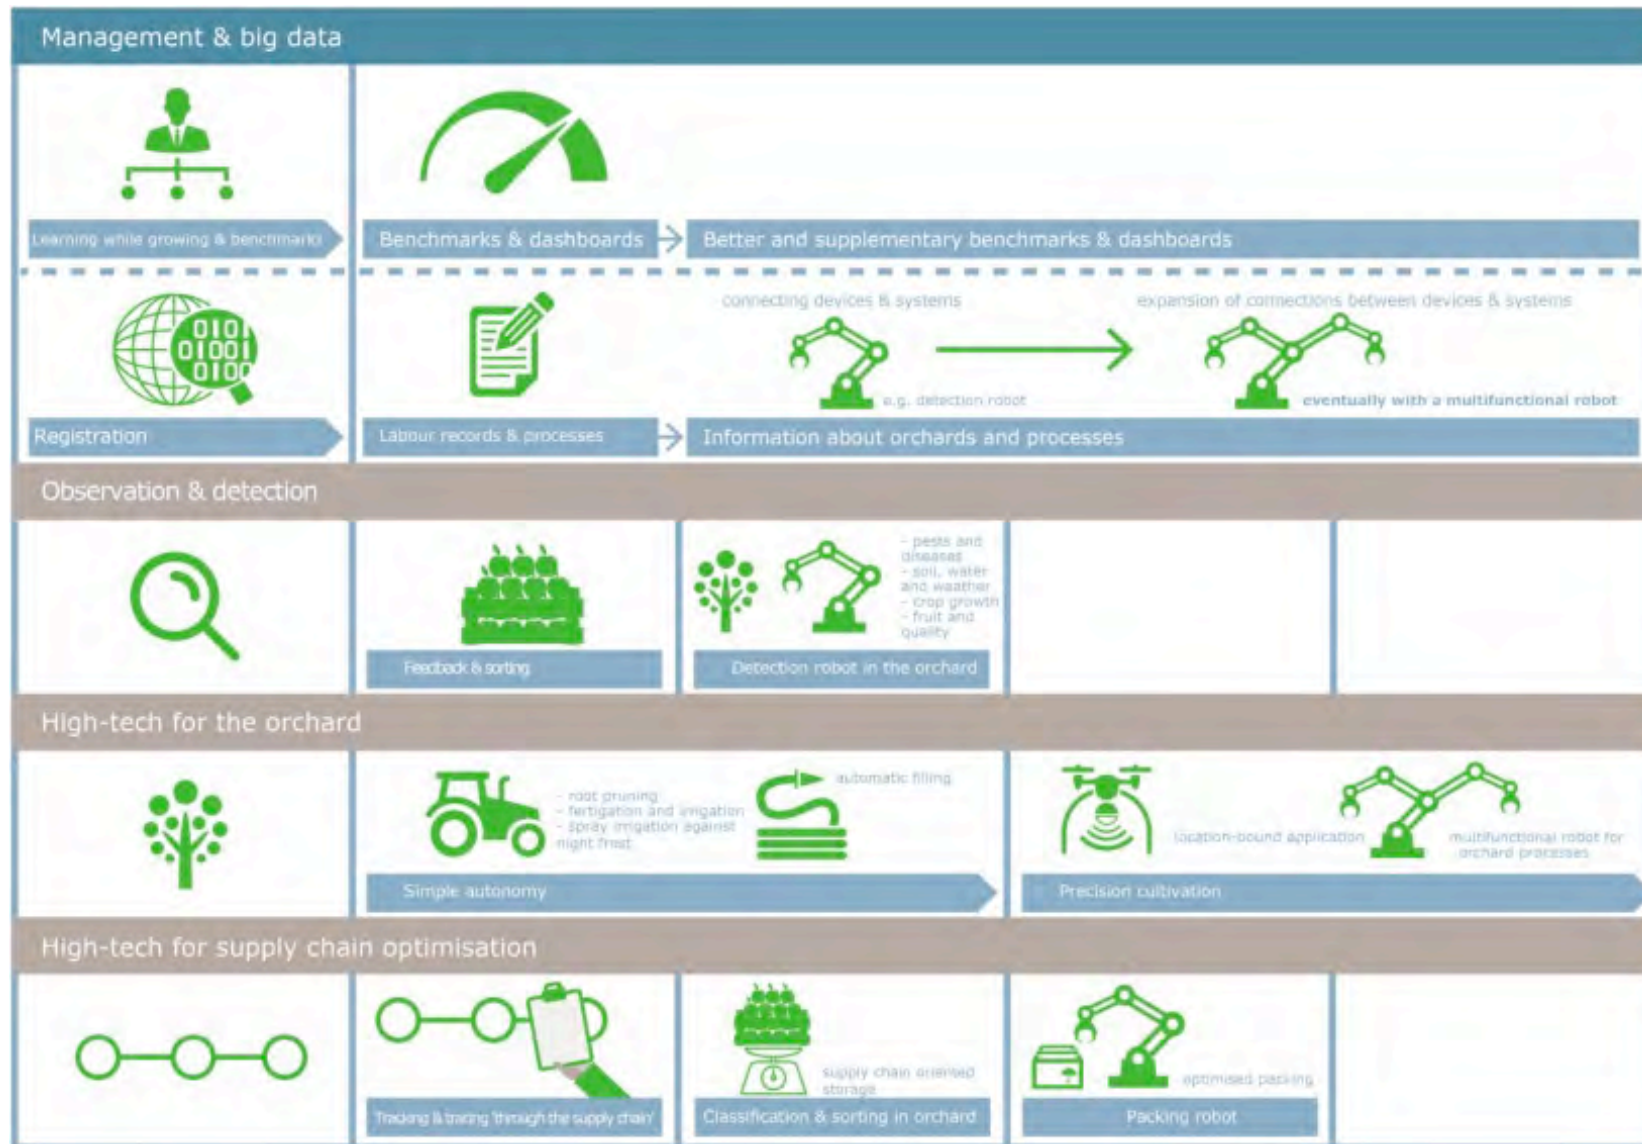 Management & big data
Learning while growing & benchmarks
Benchmarks & dashboards
Better and supplementary benchmarks & dashboards
connecting devices & systems
expansion of connections between devices & systems
0101
01001
0100
e.g. detection robot
eventually with a multifunctional robot
Registration
Labour records & processes
Information about orchards and processes
Observation & detection
- pests and
diseases
- soil, water
and weather
- crop growth
- fruit and
quality
Feedback & sorting
Detection robot in the orchard
High-tech for the orchard
- root pruning
- fertigation and irrigation
- spray irrigation against
night frost
automatic filling
location-bound application
multifunctional robot for
orchard processes
Simple autonomy
Precision cultivation
High-tech for supply chain optimisation
supply chain oriented
storage
optimised packing
Tracking & tracing 'through the supply chain'
Classification & sorting in orchard
Packing robot